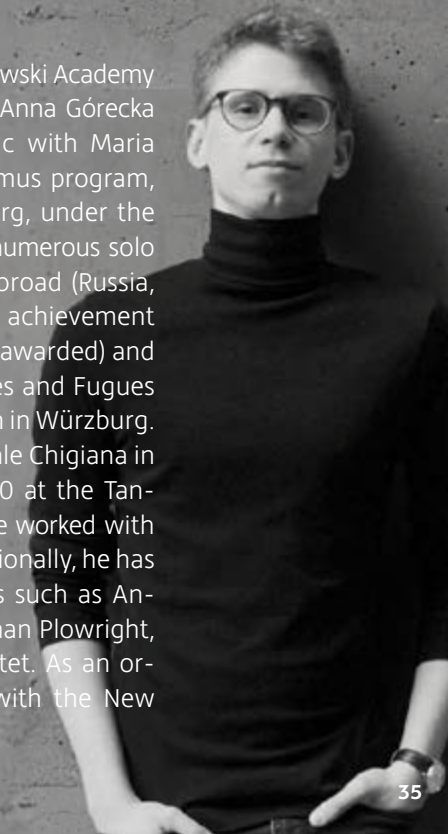 wski Academy
Anna Górecka
c with Maria
mus program,
rg, under the
numerous solo
broad (Russia,
achievement
awarded) and
es and Fugues
n in Würzburg.
ale Chigiana in
0 at the Tan-
e worked with
ionally, he has
s such as An-
nan Plowright,
tet. As an or-
with the New
35